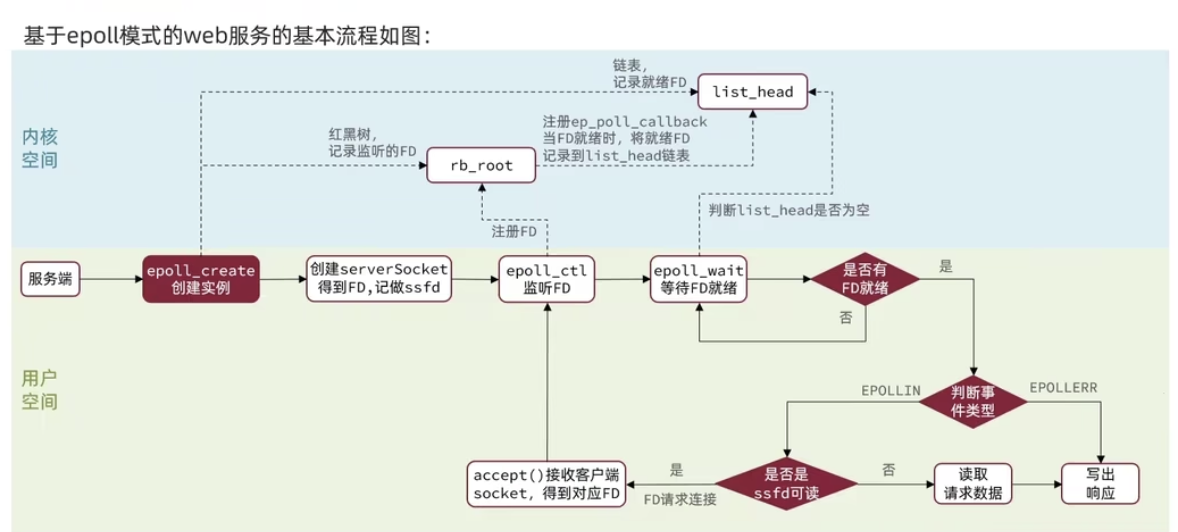 基于epoll模式的web服务的基本流程如图：
链表，
记录就绪FD
list_head
内核
空间
红黑树，
记录监听的FD
注册ep_poll_callback
当FD就绪时，将就绪FD
记录到list_head链表
rb_root
判断list_head是否为空
注册FD
服务端
epoll_create
创建实例
创建serverSocket
得到FD,记做ssfd
epoll_ctl
监听FD
epoll_wait
等待FD就绪
是否有
FD就绪
是
否
用户
空间
EPOLLIN
判断事
件类型
EPOLLERR
accept()接收客户端
socket，得到对应FD
是
FD请求连接
是否是
ssfd可读
否
读取
请求数据
写出
响应